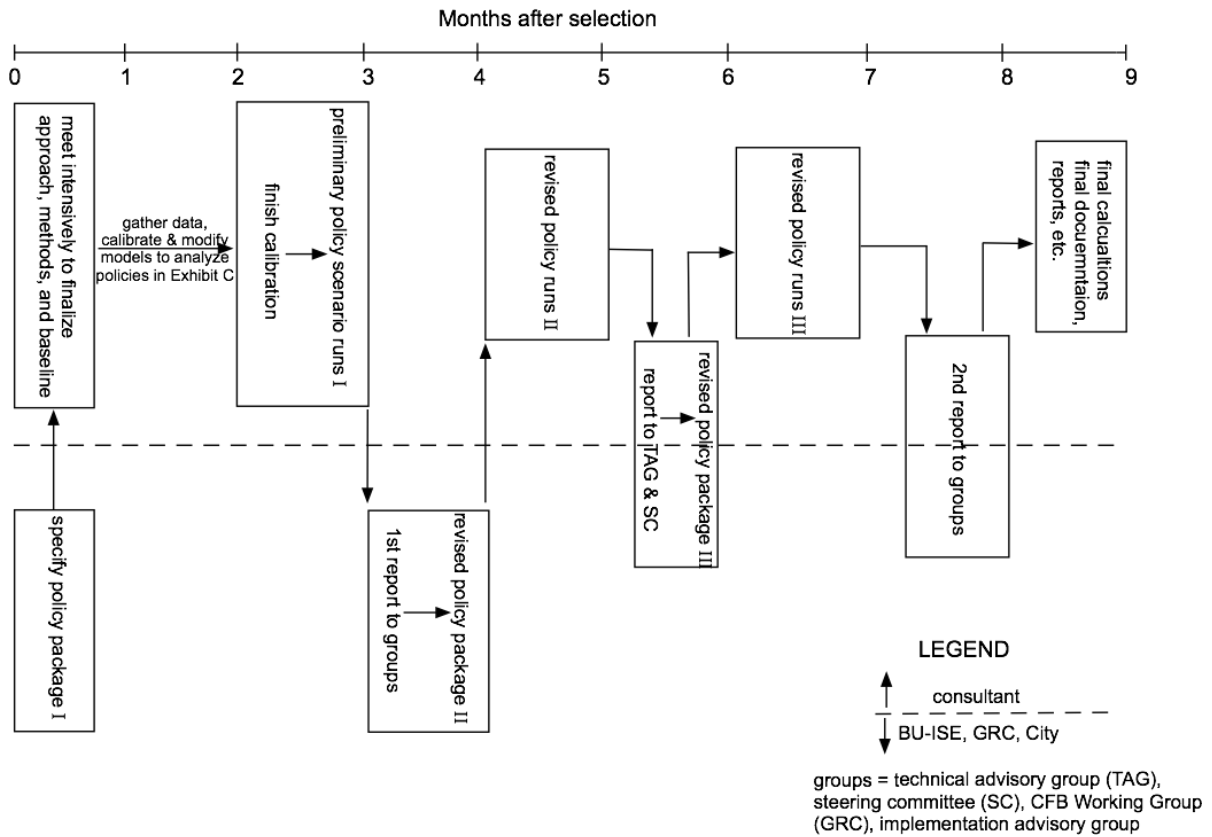 Months after selection
0 1 2 3 4 5 6 7 8 9
meet intensively to finalize
approach, methods, and baseline
gather data,
calibrate & modify
models to analyze
policies in Exhibit C
preliminary policy scenario runs I
finish calibration
revised policy runs II
revised policy runs III
final calcualtions
final docuemntaion,
reports, etc.
specify policy package I
revised policy package II
1st report to groups
revised policy package III
report to TAG & SC
2nd report to groups
LEGEND
consultant
BU-ISE, GRC, City
groups = technical advisory group (TAG),
steering committee (SC), CFB Working Group
(GRC), implementation advisory group